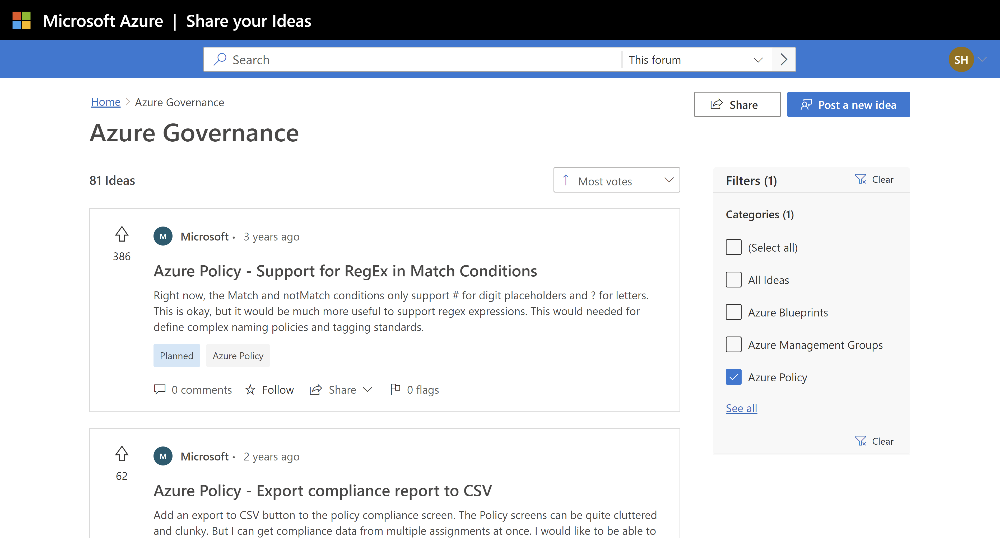 Microsoft Azure | Share your Ideas
Search
This forum
SH
Home > Azure Governance
Share
Post a new idea
Azure Governance
81 Ideas
Most votes
386
M Microsoft • 3 years ago
Azure Policy - Support for RegEx in Match Conditions
Right now, the Match and notMatch conditions only support # for digit placeholders and ? for letters.
This is okay, but it would be much more useful to support regex expressions. This would needed for
define complex naming policies and tagging standards.
Planned Azure Policy
0 comments Follow Share 0 flags
62
M Microsoft • 2 years ago
Azure Policy - Export compliance report to CSV
Add an export to CSV button to the policy compliance screen. The Policy screens can be quite cluttered
and clunky. But I can get compliance data from multiple assignments at once. I would like to be able to
Filters (1) Clear
Categories (1)
(Select all)
All Ideas
Azure Blueprints
Azure Management Groups
Azure Policy
See all
Clear